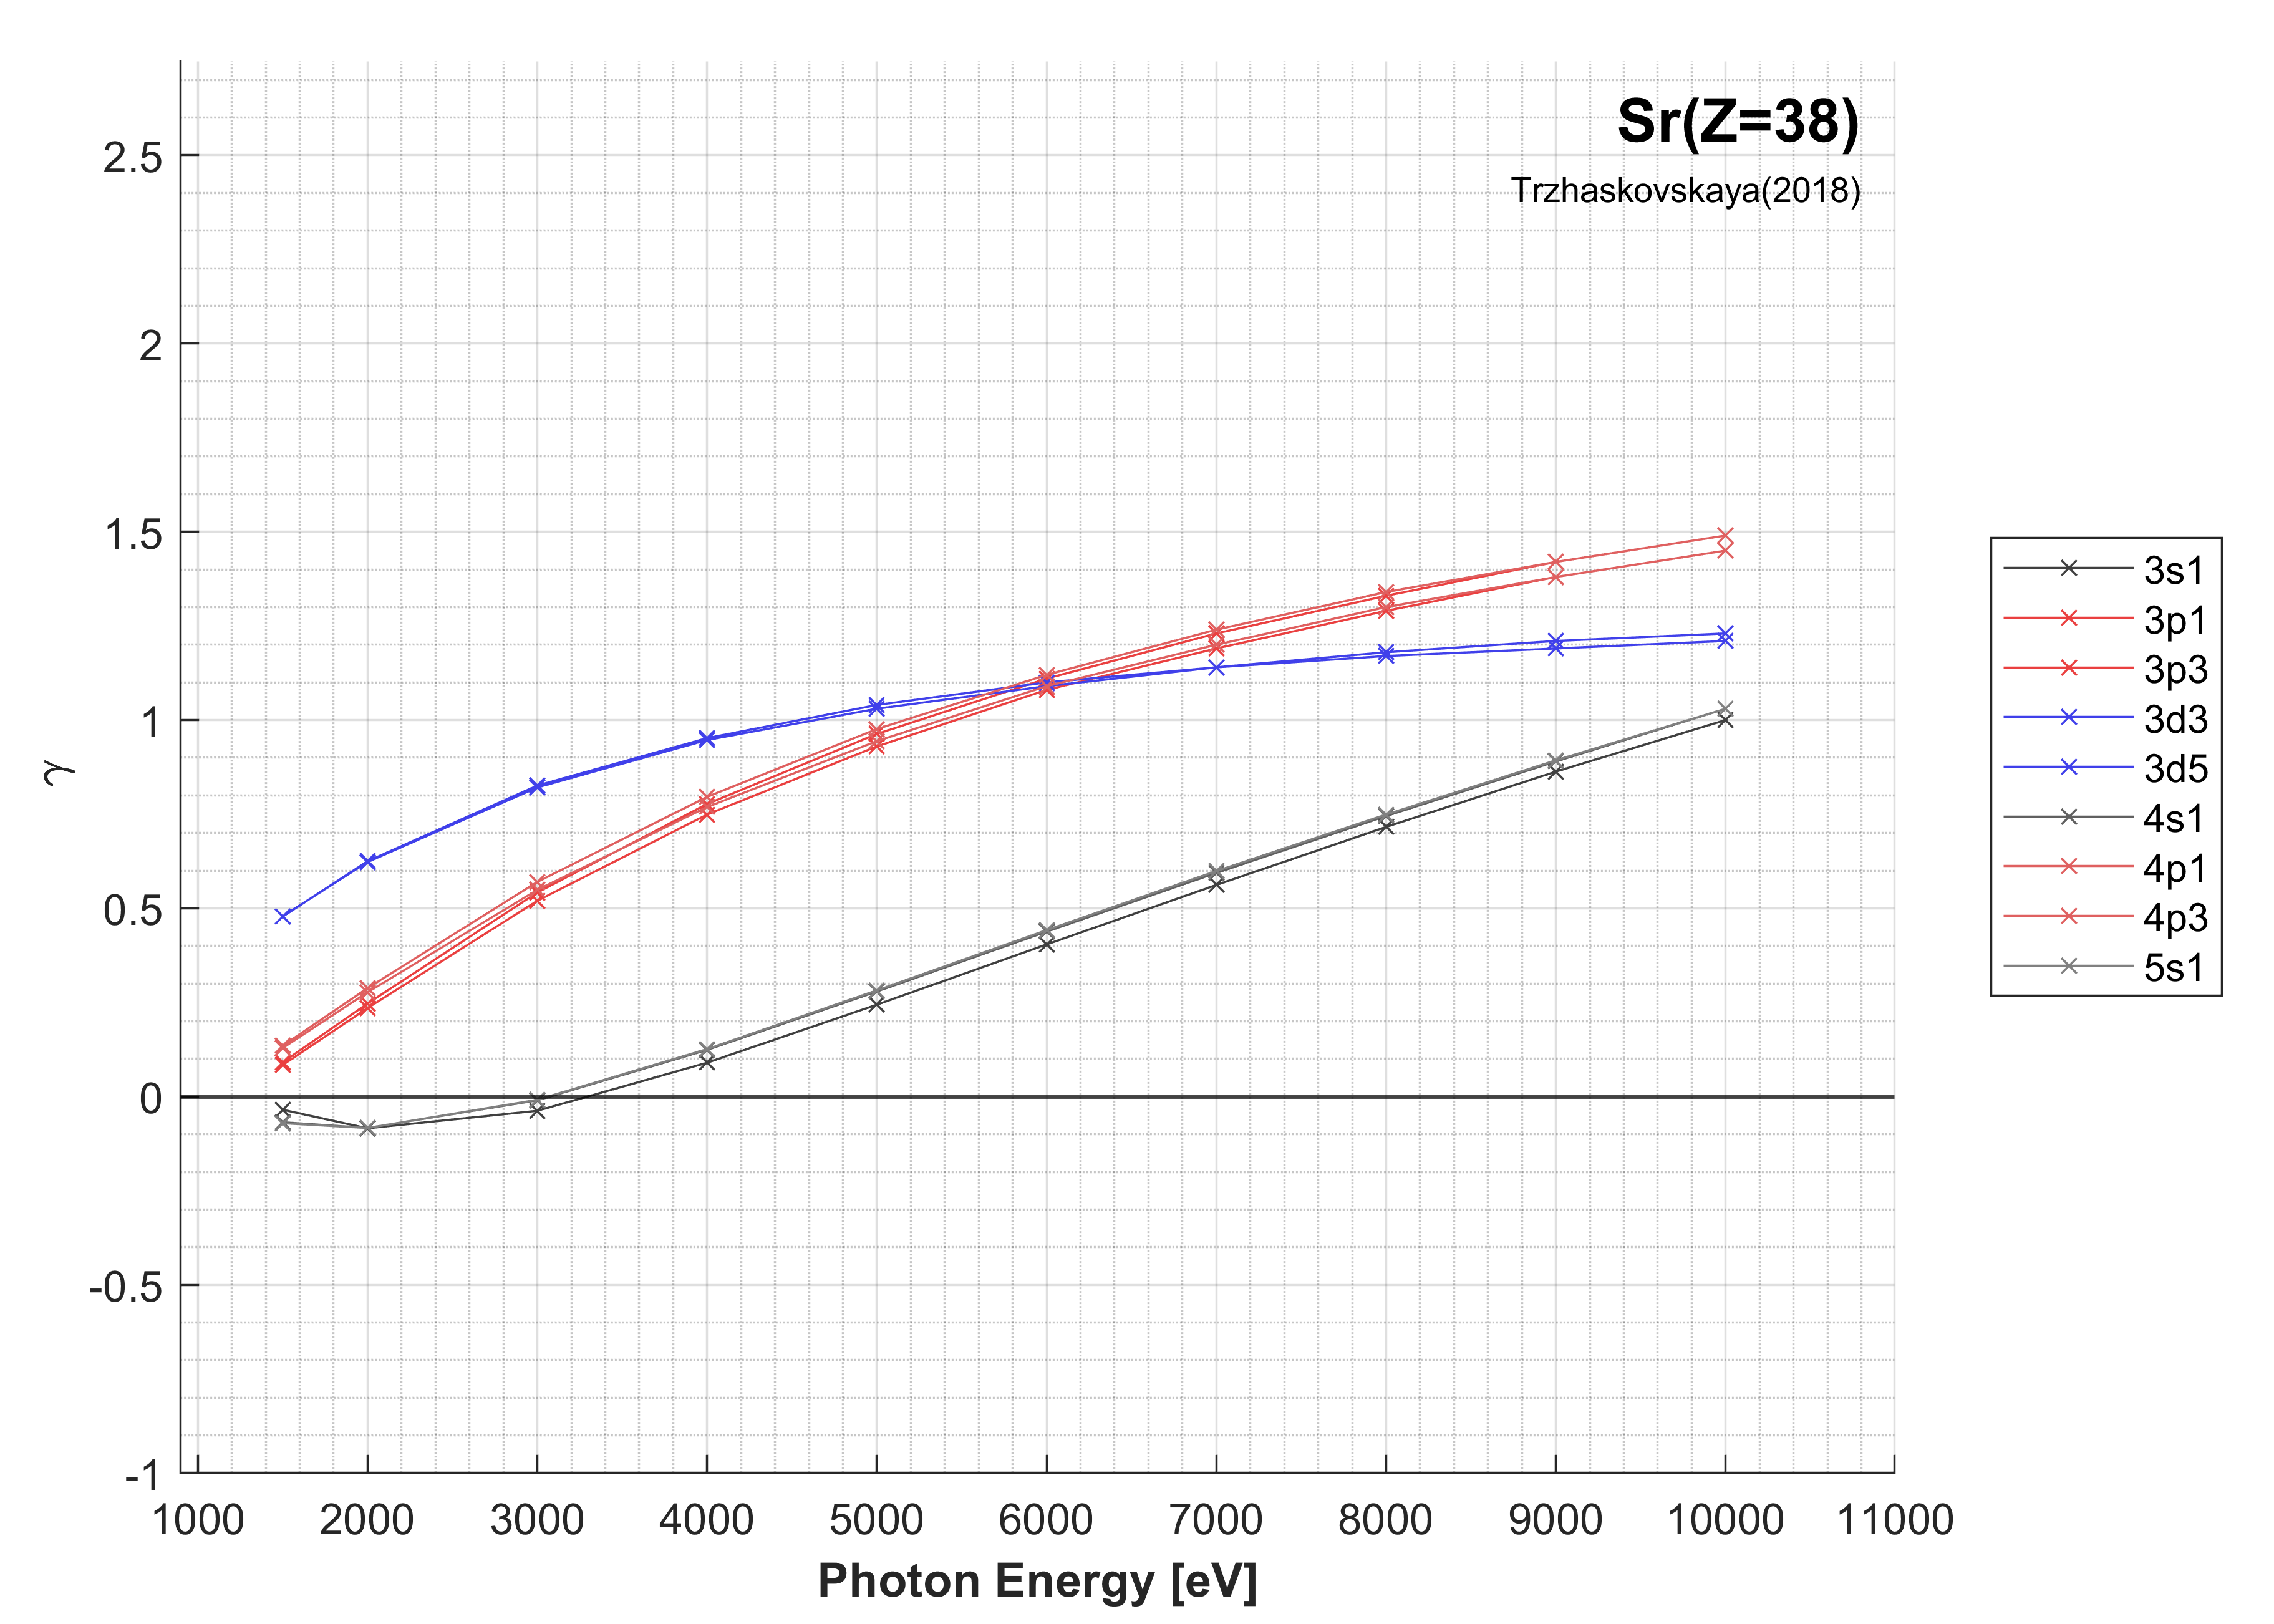 Sr(Z=38)
Trzhaskovskaya(2018)
2.5
2
1.5
1
0.5
0
-0.5
-1
γ
1000 2000 3000 4000 5000 6000 7000 8000 9000 10000 11000
Photon Energy [eV]
3s1
3p1
3p3
3d3
3d5
4s1
4p1
4p3
5s1